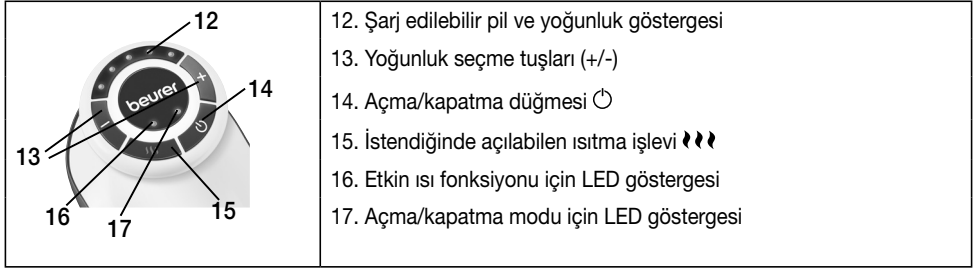 12
14
13
16
17
15
beurer
+
−
12. Şarj edilebilir pil ve yoğunluk göstergesi
13. Yoğunluk seçme tuşları (+/-)
14. Açma/kapatma düğmesi
15. İstendiğinde açılabilen ısıtma işlevi
16. Etkin ısı fonksiyonu için LED göstergesi
17. Açma/kapatma modu için LED göstergesi